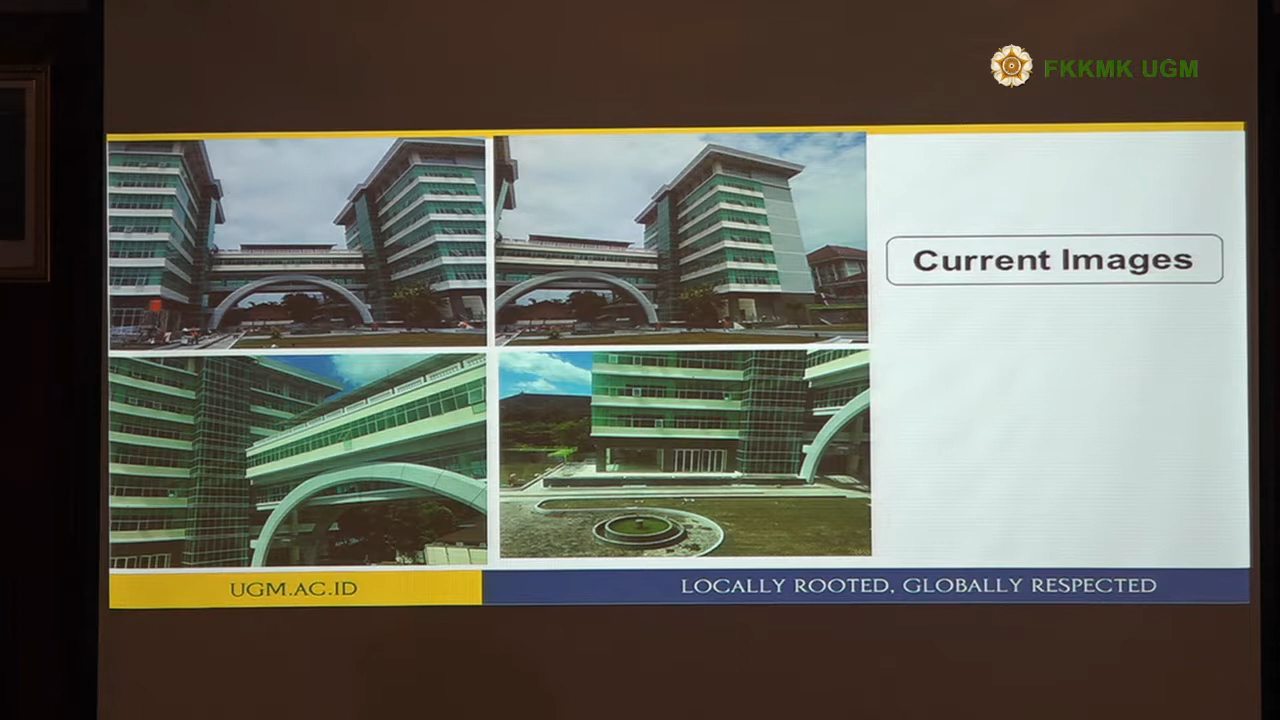 FKKMK UGM
Current Images
UGM.AC.ID
LOCALLY ROOTED, GLOBALLY RESPECTED